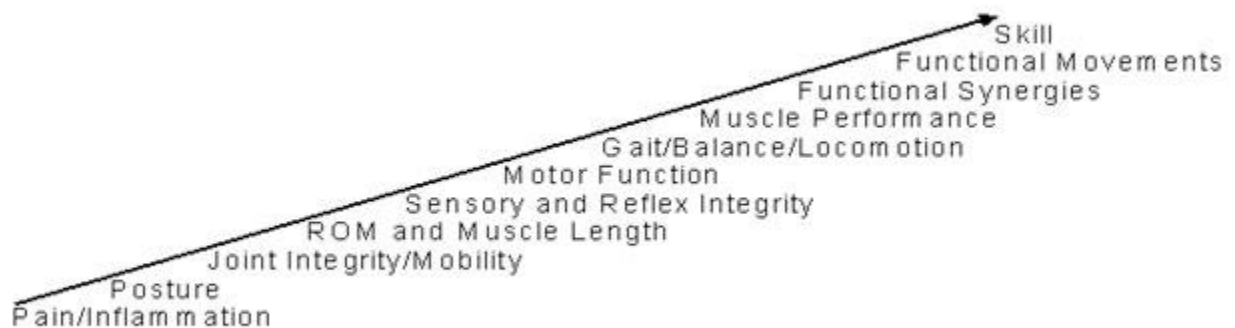 Skill
Functional Movements
Functional Synergies
Muscle Performance
Gait/Balance/Locomotion
Motor Function
Sensory and Reflex Integrity
ROM and Muscle Length
Joint Integrity/Mobility
Posture
Pain/Inflammation